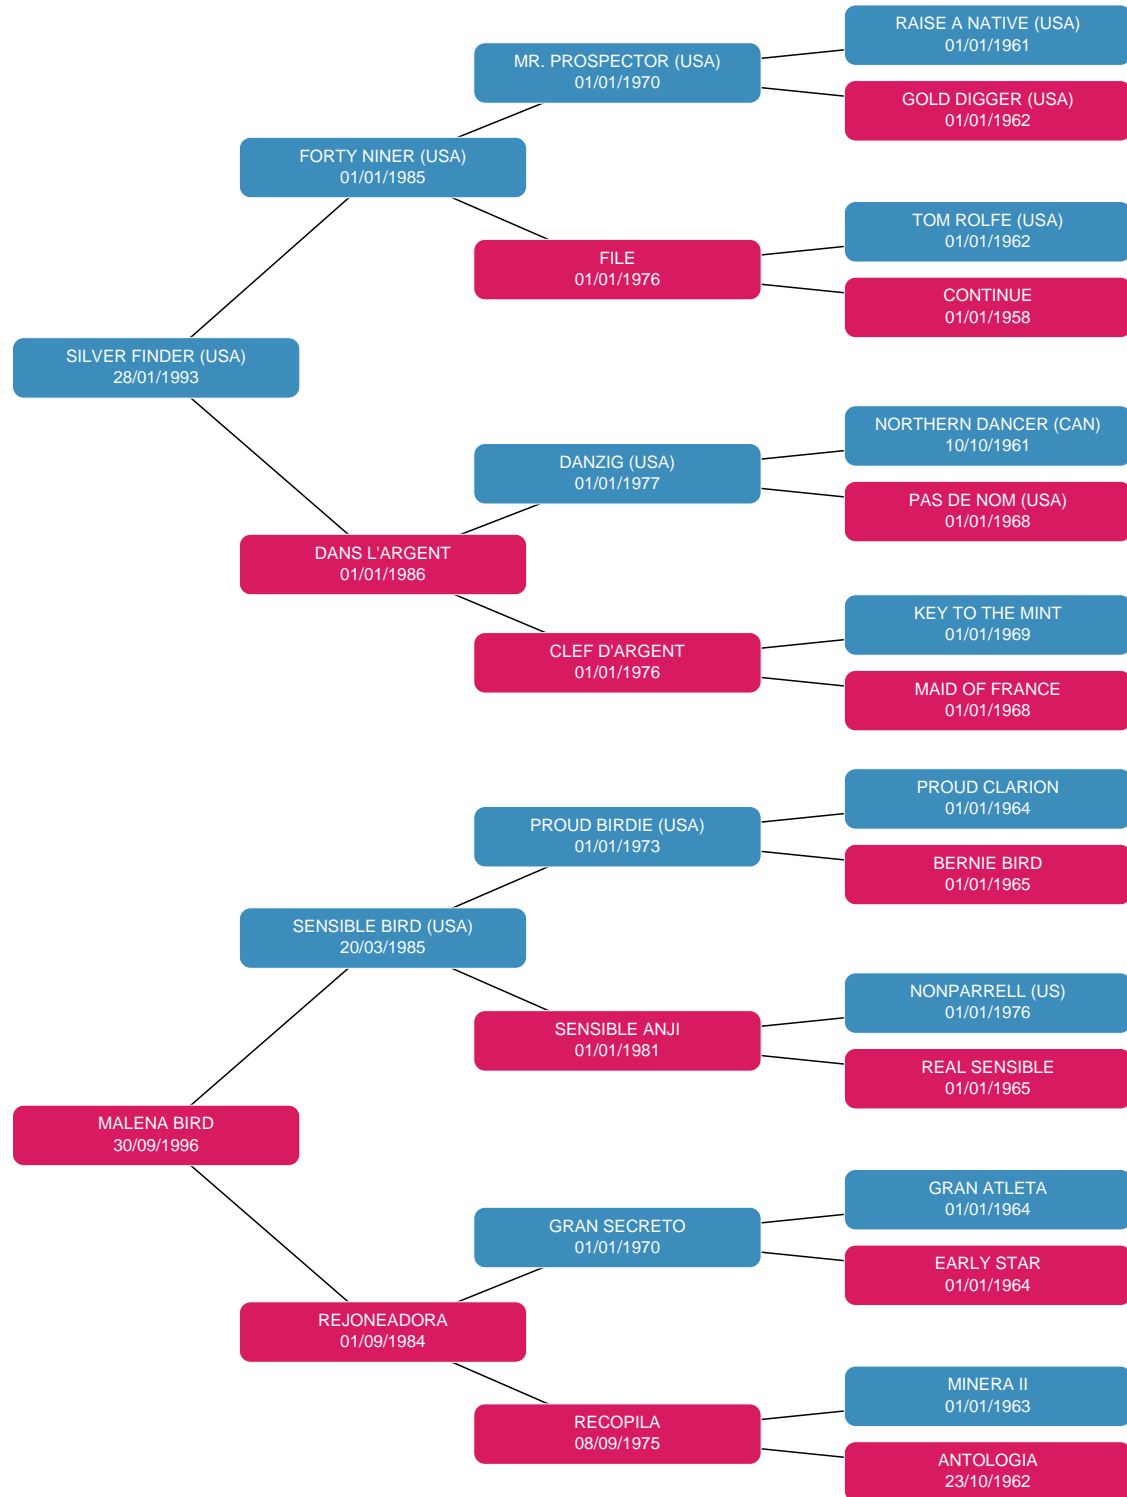 RAISE A NATIVE (USA)
01/01/1961
MR. PROSPECTOR (USA)
01/01/1970
GOLD DIGGER (USA)
01/01/1962
FORTY NINER (USA)
01/01/1985
TOM ROLFE (USA)
01/01/1962
FILE
01/01/1976
CONTINUE
01/01/1958
SILVER FINDER (USA)
28/01/1993
NORTHERN DANCER (CAN)
10/10/1961
DANZIG (USA)
01/01/1977
PAS DE NOM (USA)
01/01/1968
DANS L'ARGENT
01/01/1986
KEY TO THE MINT
01/01/1969
CLEF D'ARGENT
01/01/1976
MAID OF FRANCE
01/01/1968
PROUD CLARION
01/01/1964
PROUD BIRDIE (USA)
01/01/1973
BERNIE BIRD
01/01/1965
SENSIBLE BIRD (USA)
20/03/1985
NONPARRELL (US)
01/01/1976
SENSIBLE ANJI
01/01/1981
REAL SENSIBLE
01/01/1965
MALENA BIRD
30/09/1996
GRAN ATLETA
01/01/1964
GRAN SECRETO
01/01/1970
EARLY STAR
01/01/1964
REJONEADORA
01/09/1984
MINERA II
01/01/1963
RECOPILA
08/09/1975
ANTOLOGIA
23/10/1962